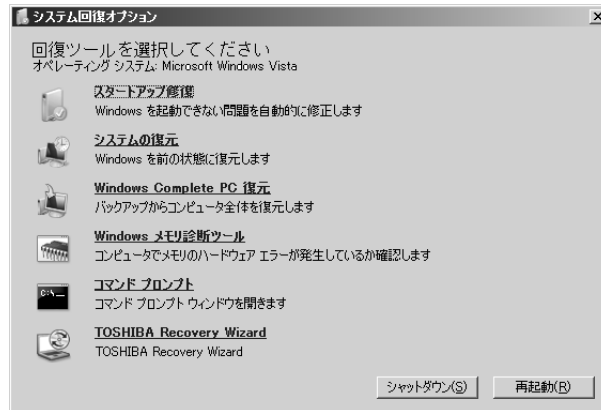 システム回復オプション
回復ツールを選択してください
オペレーティング システム: Microsoft Windows Vista
スタートアップ修復
Windows を起動できない問題を自動的に修正します
システムの復元
Windows を前の状態に復元します
Windows Complete PC 復元
バックアップからコンピュータ全体を復元します
Windows メモリ診断ツール
コンピュータでメモリのハードウェア エラーが発生しているか確認します
C:\_
コマンド プロンプト
コマンド プロンプト ウィンドウを開きます
TOSHIBA Recovery Wizard
TOSHIBA Recovery Wizard
シャットダウン(S)
再起動(R)